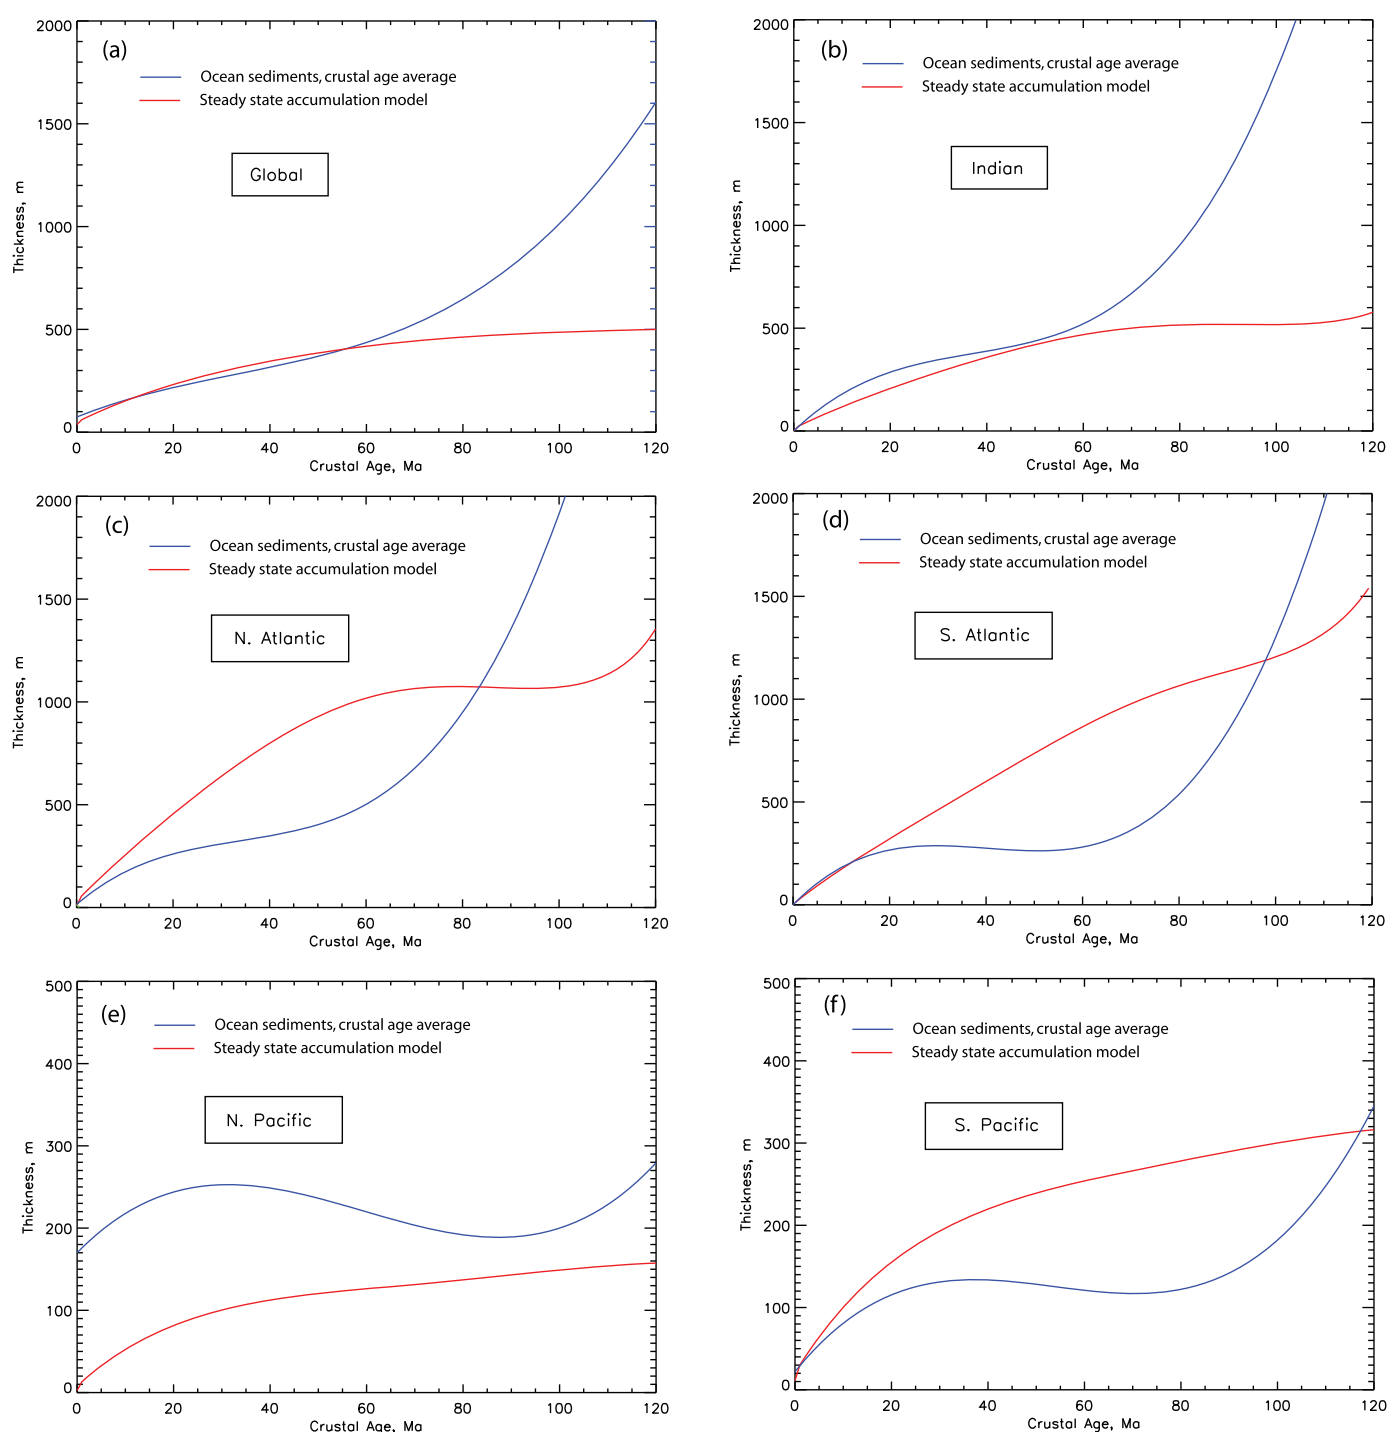 (a)
Ocean sediments, crustal age average
Steady state accumulation model
Global
2000
1500
1000
500
0
Thickness, m
0 20 40 60 80 100 120
Crustal Age, Ma
(b)
Ocean sediments, crustal age average
Steady state accumulation model
Indian
2000
1500
1000
500
0
Thickness, m
0 20 40 60 80 100 120
Crustal Age, Ma
(c)
Ocean sediments, crustal age average
Steady state accumulation model
N. Atlantic
2000
1500
1000
500
0
Thickness, m
0 20 40 60 80 100 120
Crustal Age, Ma
(d)
Ocean sediments, crustal age average
Steady state accumulation model
S. Atlantic
2000
1500
1000
500
0
Thickness, m
0 20 40 60 80 100 120
Crustal Age, Ma
(e)
Ocean sediments, crustal age average
Steady state accumulation model
N. Pacific
500
400
300
200
100
0
Thickness, m
0 20 40 60 80 100 120
Crustal Age, Ma
(f)
Ocean sediments, crustal age average
Steady state accumulation model
S. Pacific
500
400
300
200
100
0
Thickness, m
0 20 40 60 80 100 120
Crustal Age, Ma